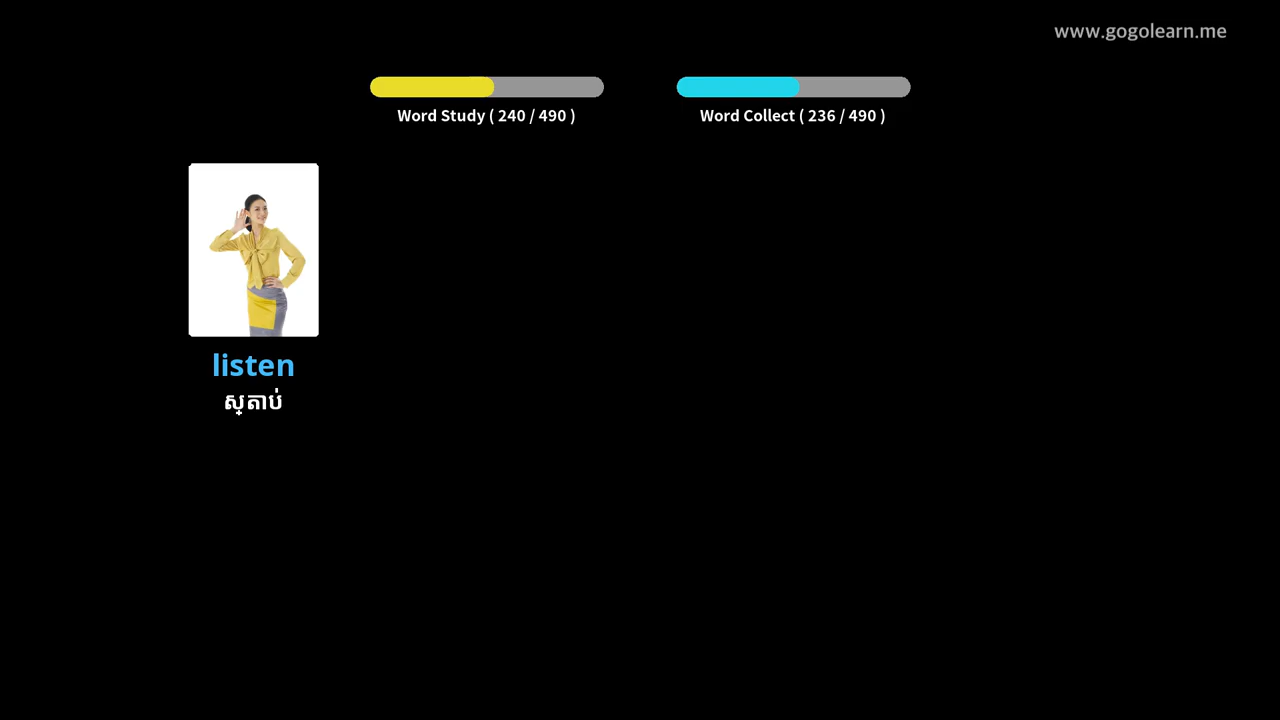 www.gogolearn.me
Word Study ( 240 / 490 )
Word Collect ( 236 / 490 )
listen
ស្តាប់